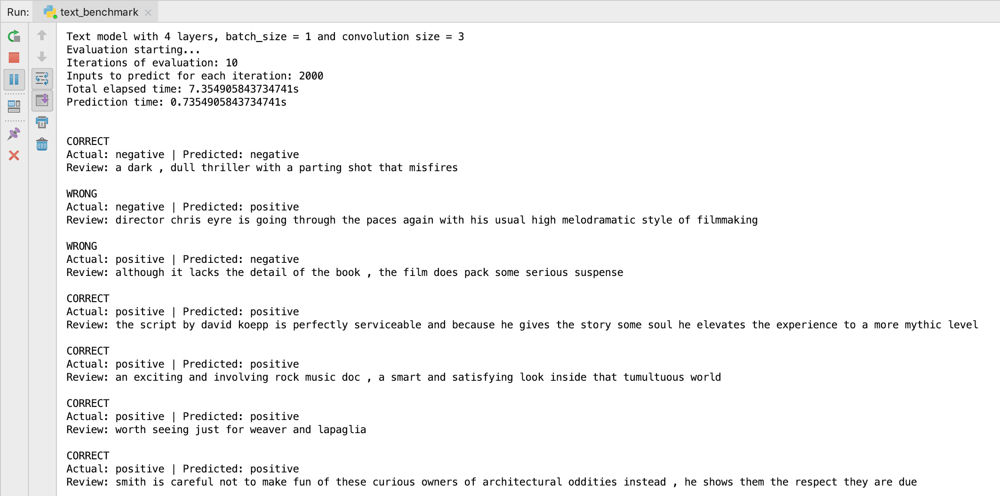 Run: text_benchmark
Text model with 4 layers, batch_size = 1 and convolution size = 3
Evaluation starting...
Iterations of evaluation: 10
Inputs to predict for each iteration: 2000
Total elapsed time: 7.354905843734741s
Prediction time: 0.7354905843734741s
CORRECT
Actual: negative | Predicted: negative
Review: a dark , dull thriller with a parting shot that misfires
WRONG
Actual: negative | Predicted: positive
Review: director chris eyre is going through the paces again with his usual high melodramatic style of filmmaking
WRONG
Actual: positive | Predicted: negative
Review: although it lacks the detail of the book , the film does pack some serious suspense
CORRECT
Actual: positive | Predicted: positive
Review: the script by david koepp is perfectly serviceable and because he gives the story some soul he elevates the experience to a more mythic level
CORRECT
Actual: positive | Predicted: positive
Review: an exciting and involving rock music doc , a smart and satisfying look inside that tumultuous world
CORRECT
Actual: positive | Predicted: positive
Review: worth seeing just for weaver and lapaglia
CORRECT
Actual: positive | Predicted: positive
Review: smith is careful not to make fun of these curious owners of architectural oddities instead , he shows them the respect they are due